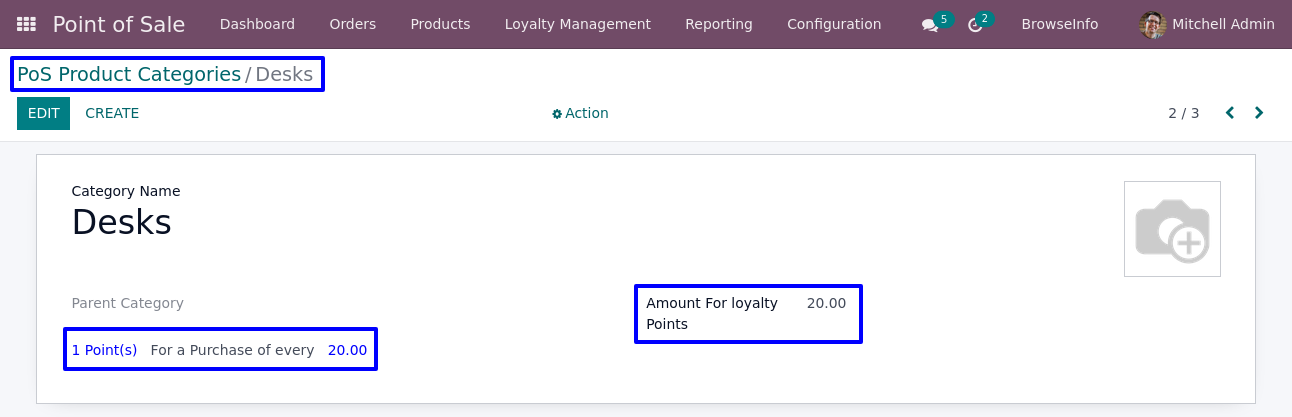 Point of Sale Dashboard Orders Products Loyalty Management Reporting Configuration 5 2 BrowseInfo Mitchell Admin
PoS Product Categories / Desks
EDIT CREATE Action 2 / 3
Category Name
Desks
Parent Category
Amount For loyalty Points 20.00
1 Point(s) For a Purchase of every 20.00